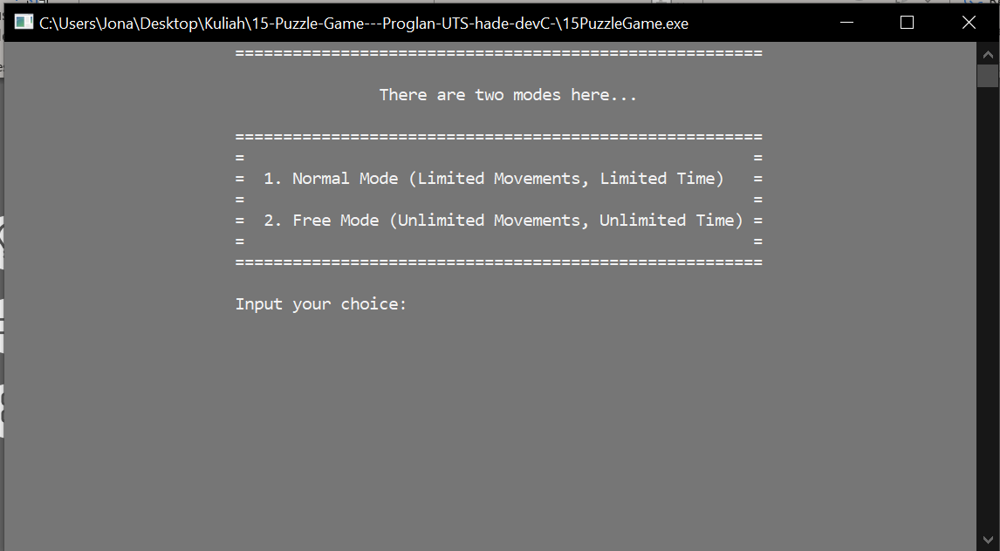 C:\Users\Jona\Desktop\Kuliah\15-Puzzle-Game---Proglan-UTS-hade-devC-\15PuzzleGame.exe
=======================================================
There are two modes here...
=======================================================
=                                                     =
=  1. Normal Mode (Limited Movements, Limited Time)   =
=                                                     =
=  2. Free Mode (Unlimited Movements, Unlimited Time) =
=                                                     =
=======================================================
Input your choice: